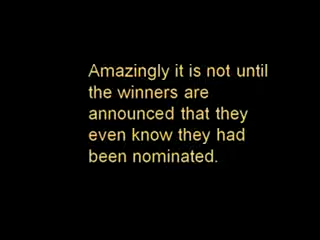 Amazingly it is not until
the winners are
announced that they
even know they had
been nominated.